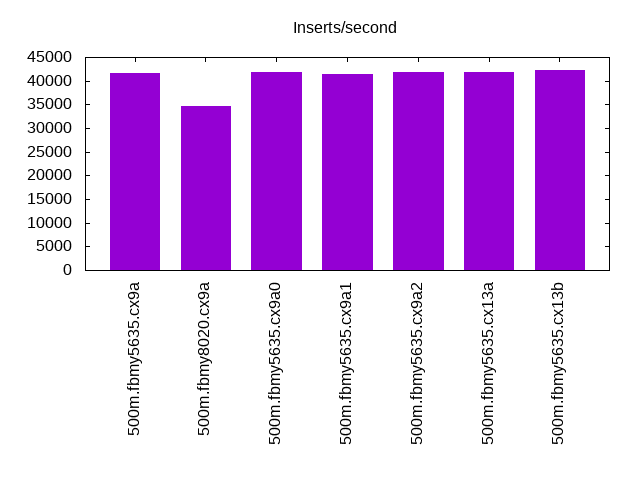 Inserts/second
45000
40000
35000
30000
25000
20000
15000
10000
5000
0
500m.fbmy5635.cx9a
500m.fbmy8020.cx9a
500m.fbmy5635.cx9a0
500m.fbmy5635.cx9a1
500m.fbmy5635.cx9a2
500m.fbmy5635.cx13a
500m.fbmy5635.cx13b